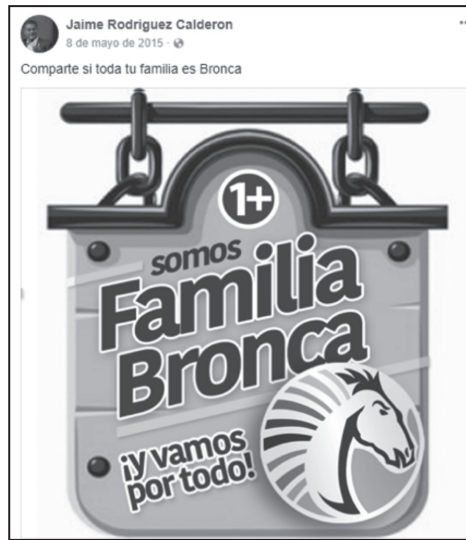 Jaime Rodriguez Calderon
8 de mayo de 2015
Comparte si toda tu familia es Bronca
1+
somos
Familia
Bronca
¡y vamos
por todo!